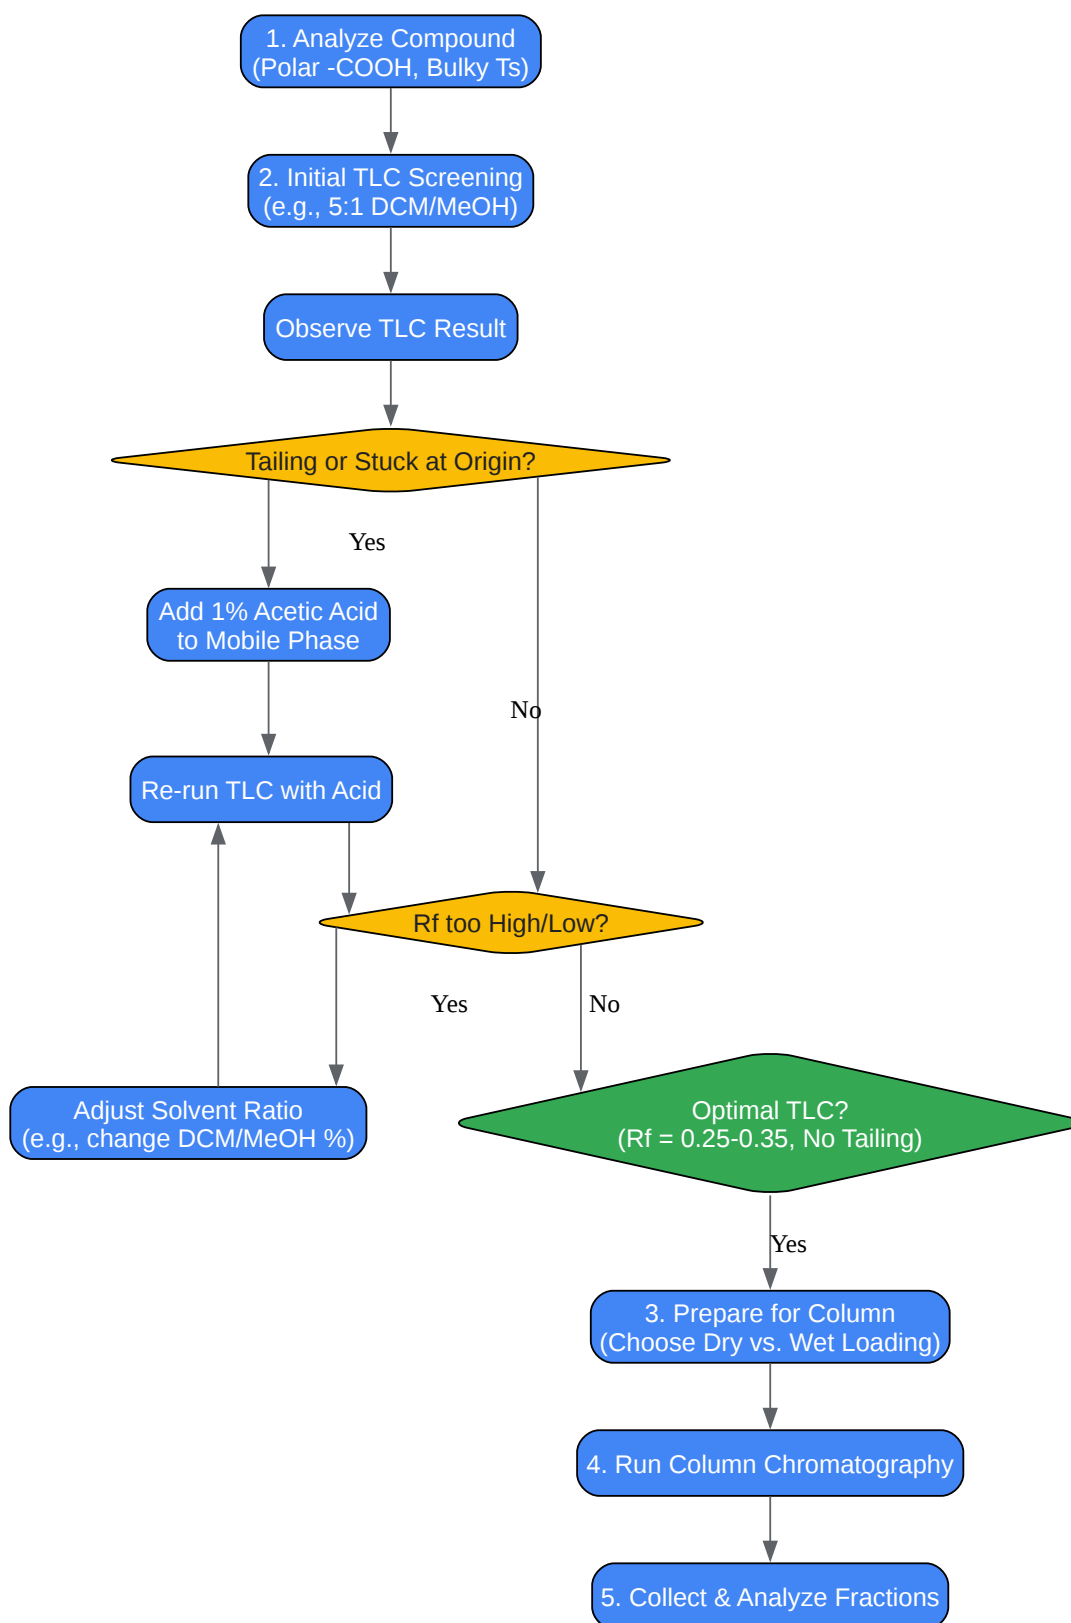 1. Analyze Compound
(Polar -COOH, Bulky Ts)
2. Initial TLC Screening
(e.g., 5:1 DCM/MeOH)
Observe TLC Result
Tailing or Stuck at Origin?
Yes
Add 1% Acetic Acid
to Mobile Phase
No
Re-run TLC with Acid
Rf too High/Low?
Yes
No
Adjust Solvent Ratio
(e.g., change DCM/MeOH %)
Optimal TLC?
(Rf = 0.25-0.35, No Tailing)
Yes
3. Prepare for Column
(Choose Dry vs. Wet Loading)
4. Run Column Chromatography
5. Collect & Analyze Fractions